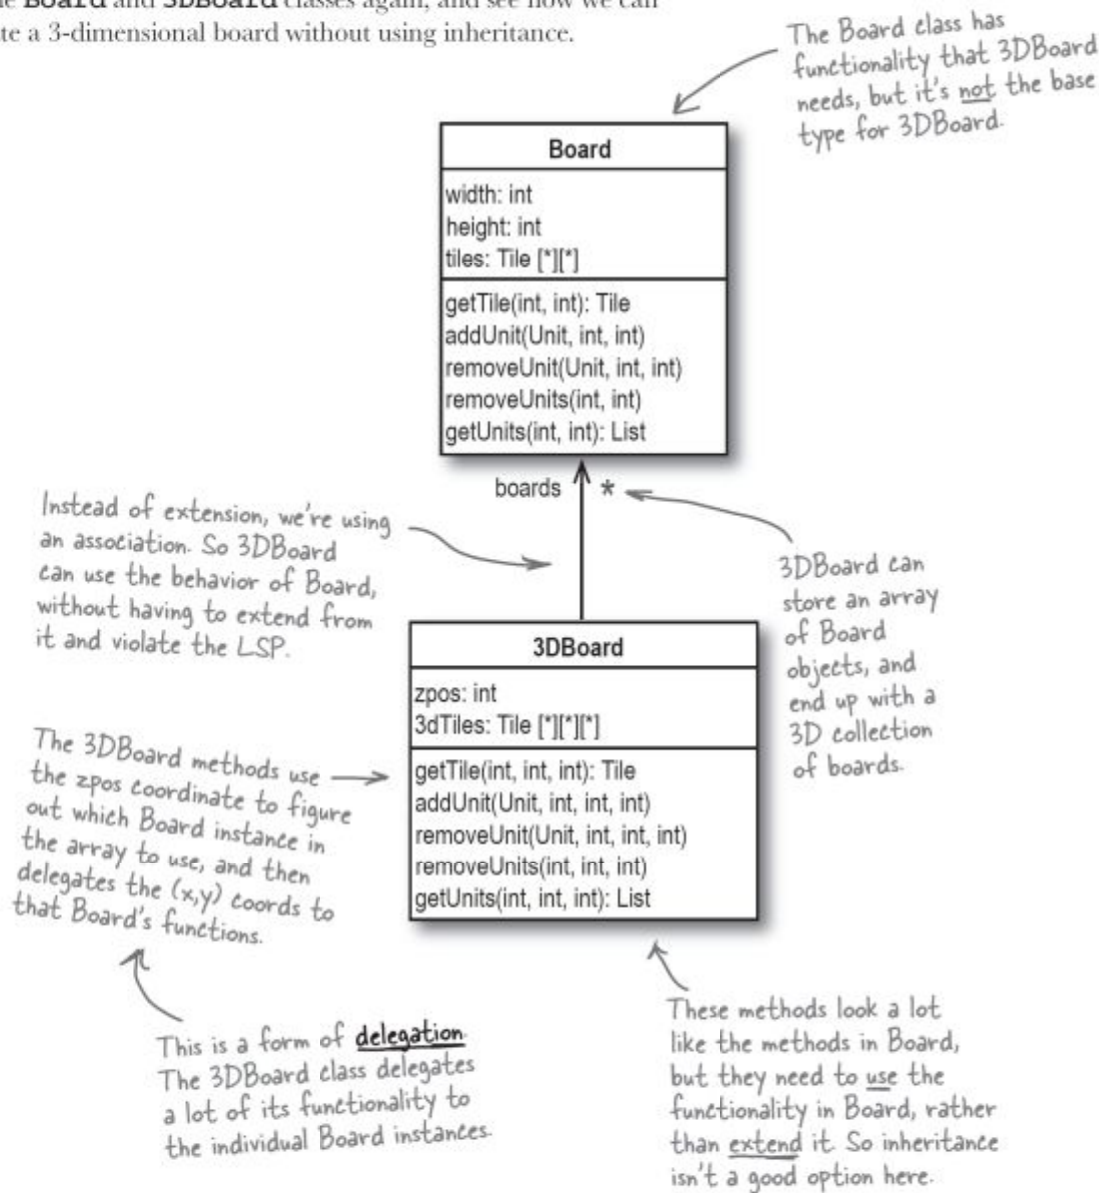 Board and 3DBoard classes again, and see how we can
te a 3-dimensional board without using inheritance.
The Board class has
functionality that 3DBoard
needs, but it's not the base
type for 3DBoard.
Board
width: int
height: int
tiles: Tile [*][*]
getTile(int, int): Tile
addUnit(Unit, int, int)
removeUnit(Unit, int, int)
removeUnits(int, int)
getUnits(int, int): List
boards *
Instead of extension, we're using
an association. So 3DBoard
can use the behavior of Board,
without having to extend from
it and violate the LSP.
3DBoard can
store an array
of Board
objects, and
end up with a
3D collection
of boards.
3DBoard
zpos: int
3dTiles: Tile [*][*][*]
getTile(int, int, int): Tile
addUnit(Unit, int, int, int)
removeUnit(Unit, int, int, int)
removeUnits(int, int, int)
getUnits(int, int, int): List
The 3DBoard methods use
the zpos coordinate to figure
out which Board instance in
the array to use, and then
delegates the (x,y) coords to
that Board's functions.
This is a form of delegation.
The 3DBoard class delegates
a lot of its functionality to
the individual Board instances.
These methods look a lot
like the methods in Board,
but they need to use the
functionality in Board, rather
than extend it. So inheritance
isn't a good option here.